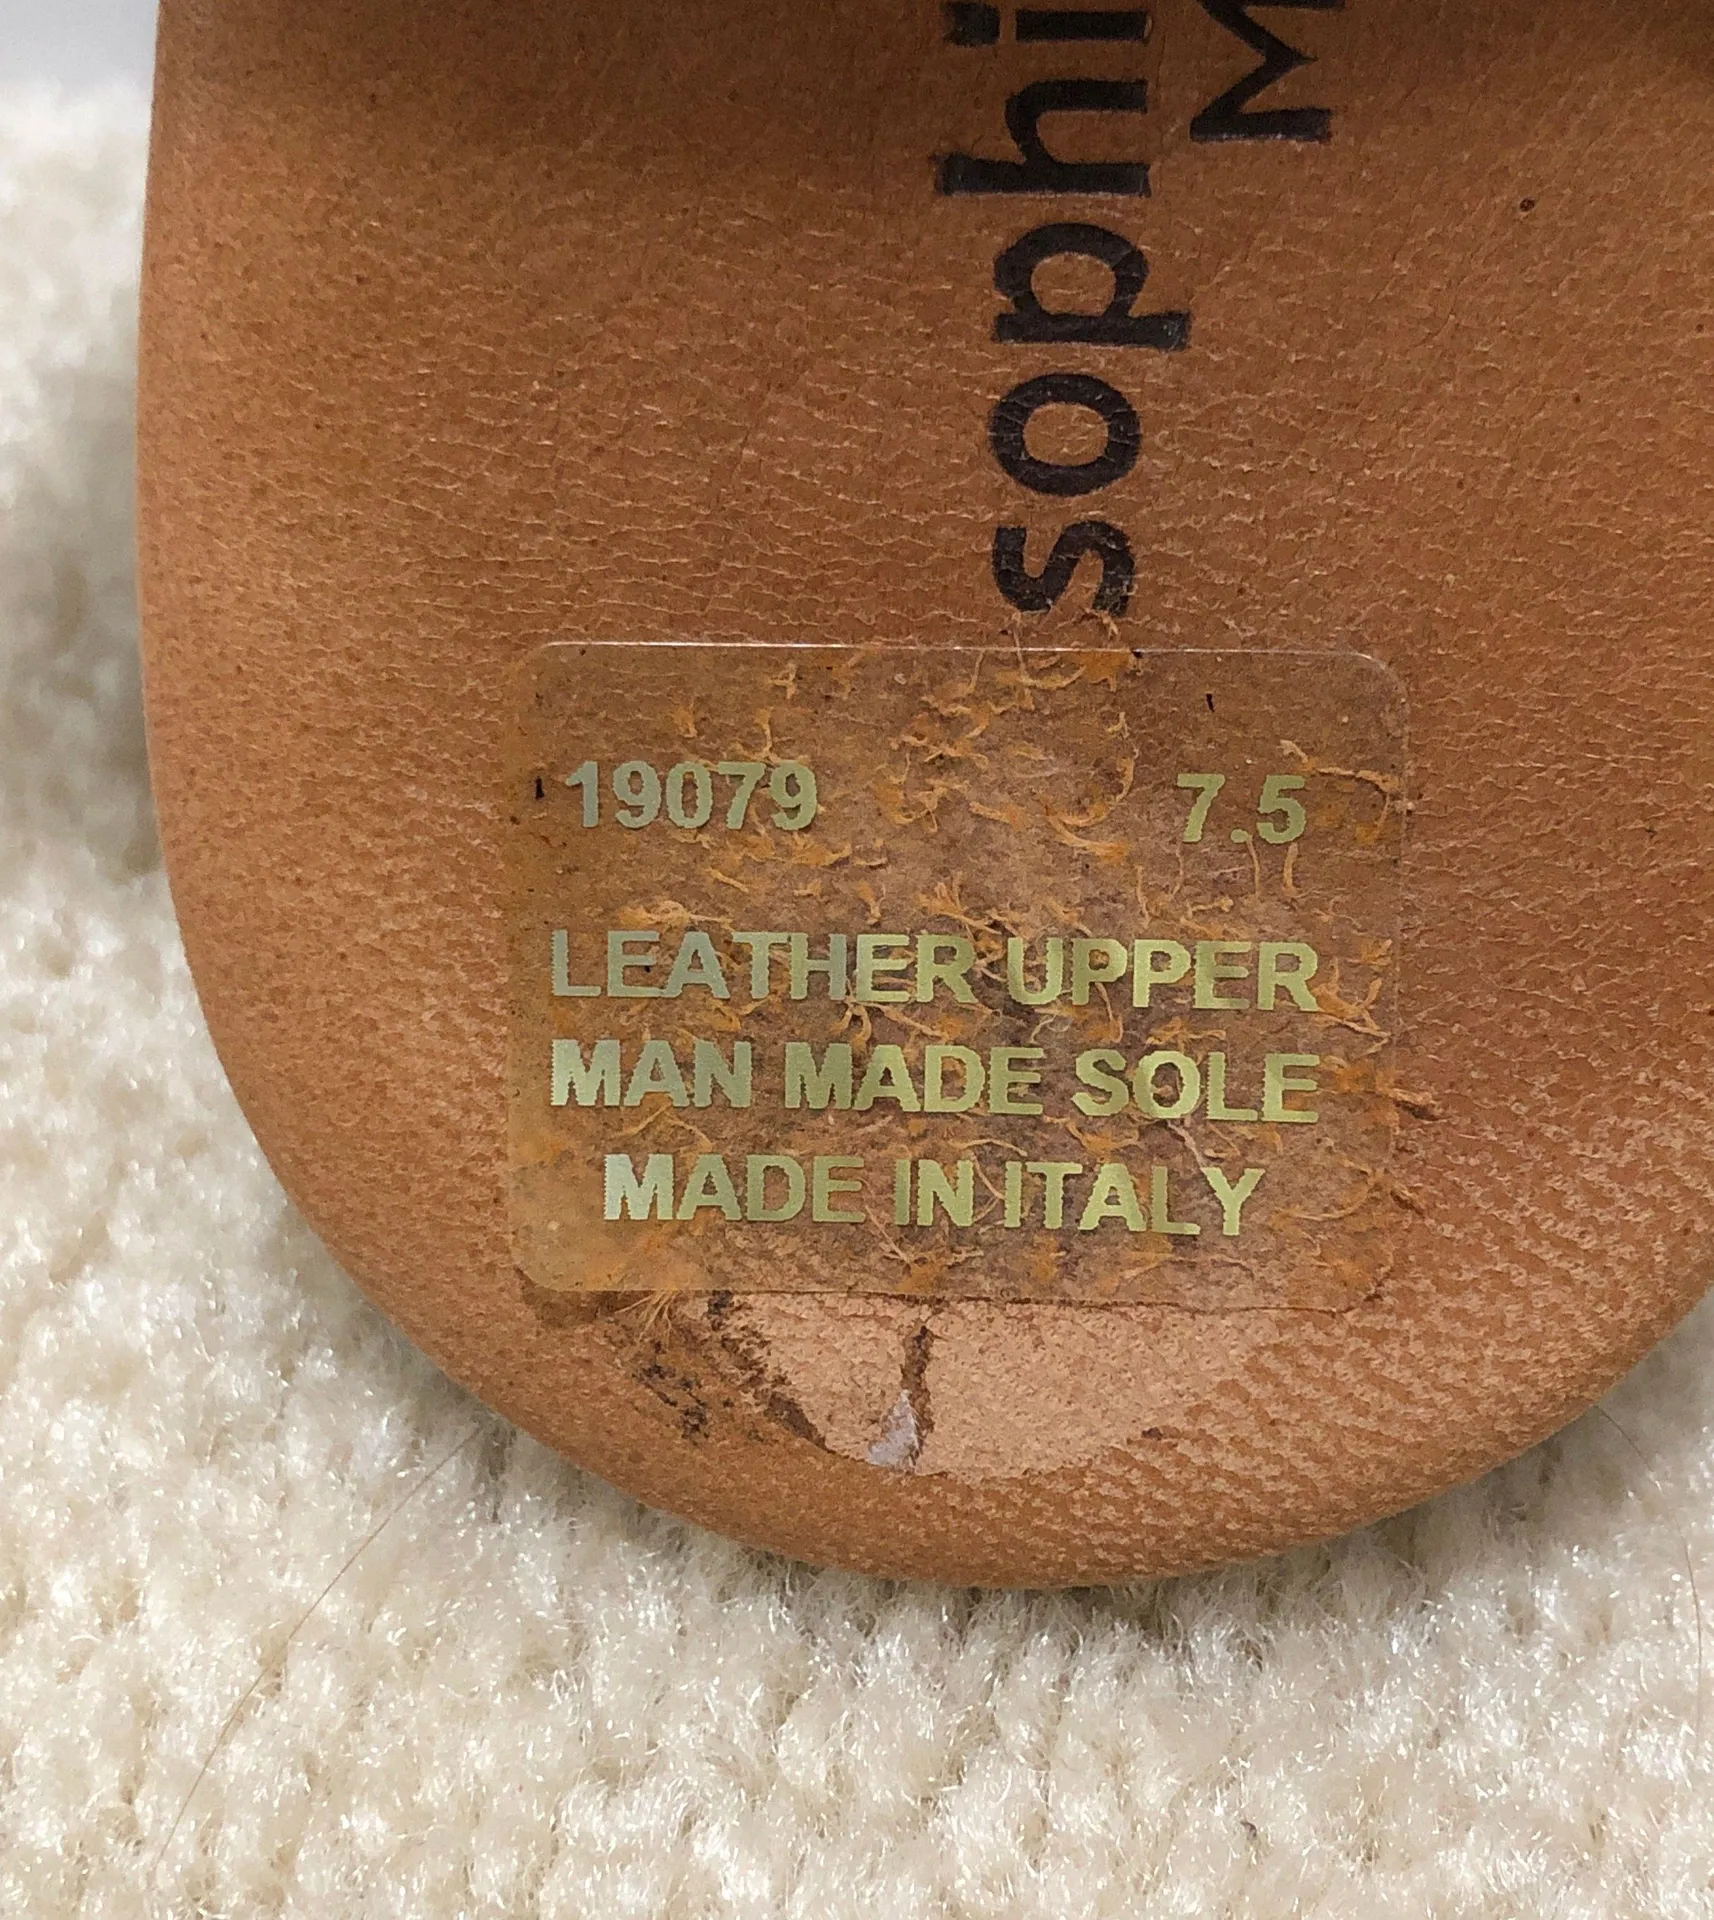 sophi
M
19079 7.5
LEATHER UPPER
MAN MADE SOLE
MADE IN ITALY